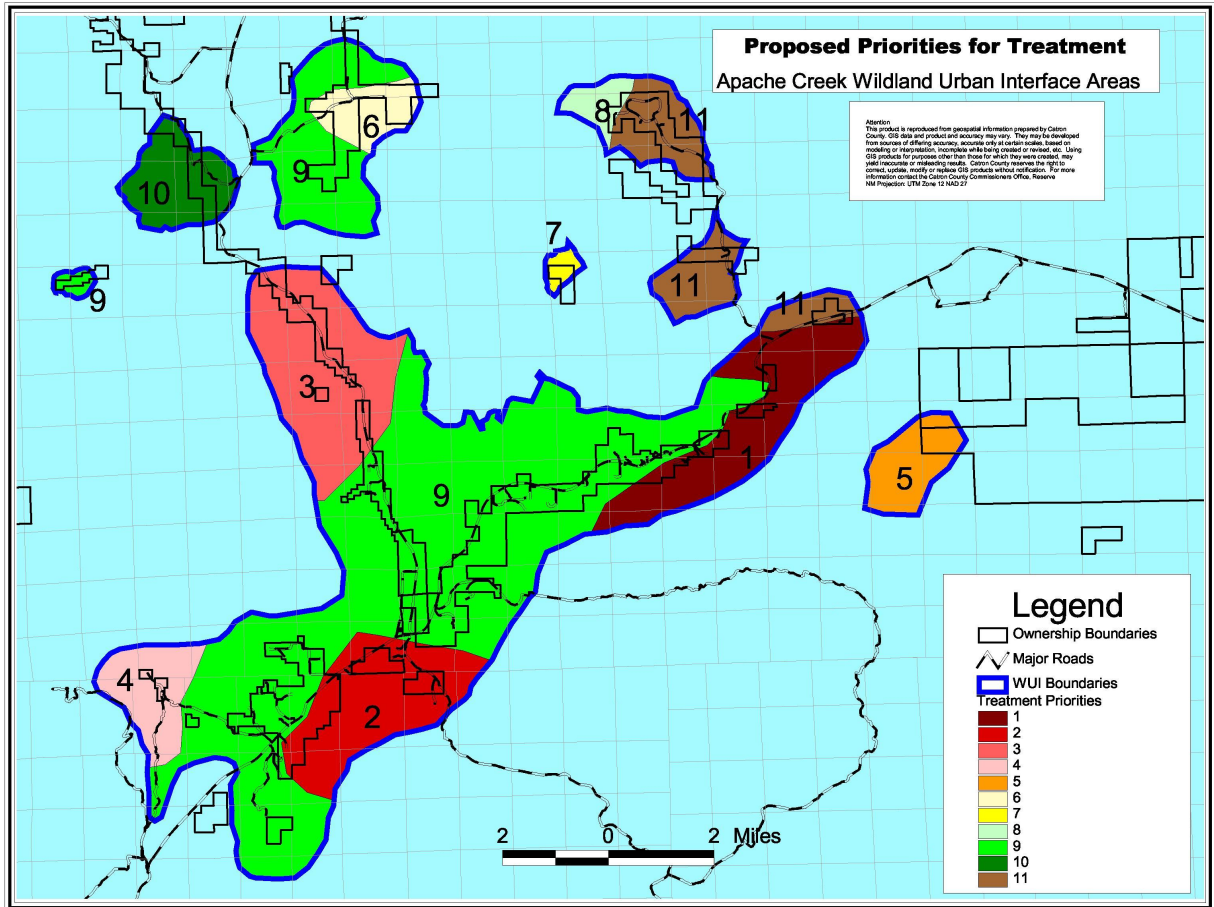 Proposed Priorities for Treatment
Apache Creek Wildland Urban Interface Areas
Attention
This product is reproduced from geospatial information prepared by Catron
County. GIS data and product and accuracy may vary. They may be developed
from sources of differing accuracy, accurate only at certain scales, based on
modeling or interpretation, incomplete while being created or revised, etc. Using
GIS products for purposes other than those for which they were created, may
yield inaccurate or misleading results. Catron County reserves the right to
correct, update, modify or replace GIS products without notification. For more
information contact the Catron County Commissioners Office, Reserve
NM Projection: UTM Zone 12 NAD 27
8
11
6
9
10
7
9
11
11
3
1
5
9
4
2
2 0 2 Miles
Legend
Ownership Boundaries
Major Roads
WUI Boundaries
Treatment Priorities
1
2
3
4
5
6
7
8
9
10
11